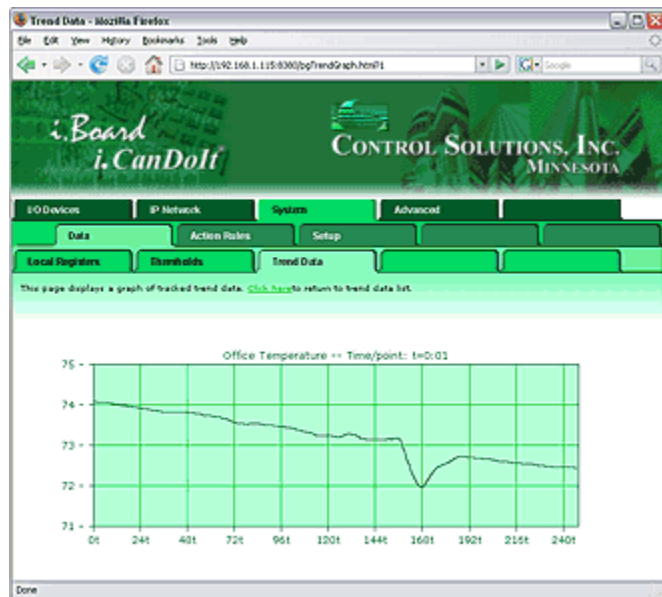 Trend Data - Mozilla Firefox
File Edit View History Bookmarks Tools Help
http://192.168.1.115:8080/pgTrendGraph.html?1
Google
i.Board
i.CanDoIt
CONTROL SOLUTIONS, INC.
MINNESOTA
I/O Devices IP Network System Advanced
Data Action Rules Setup
Local Registers Thresholds Trend Data
This page displays a graph of tracked trend data. Click here to return to trend data list.
Office Temperature -- Time/point: t=0:01
75
74
73
72
71
0t 24t 48t 72t 96t 120t 144t 168t 192t 216t 240t
Done